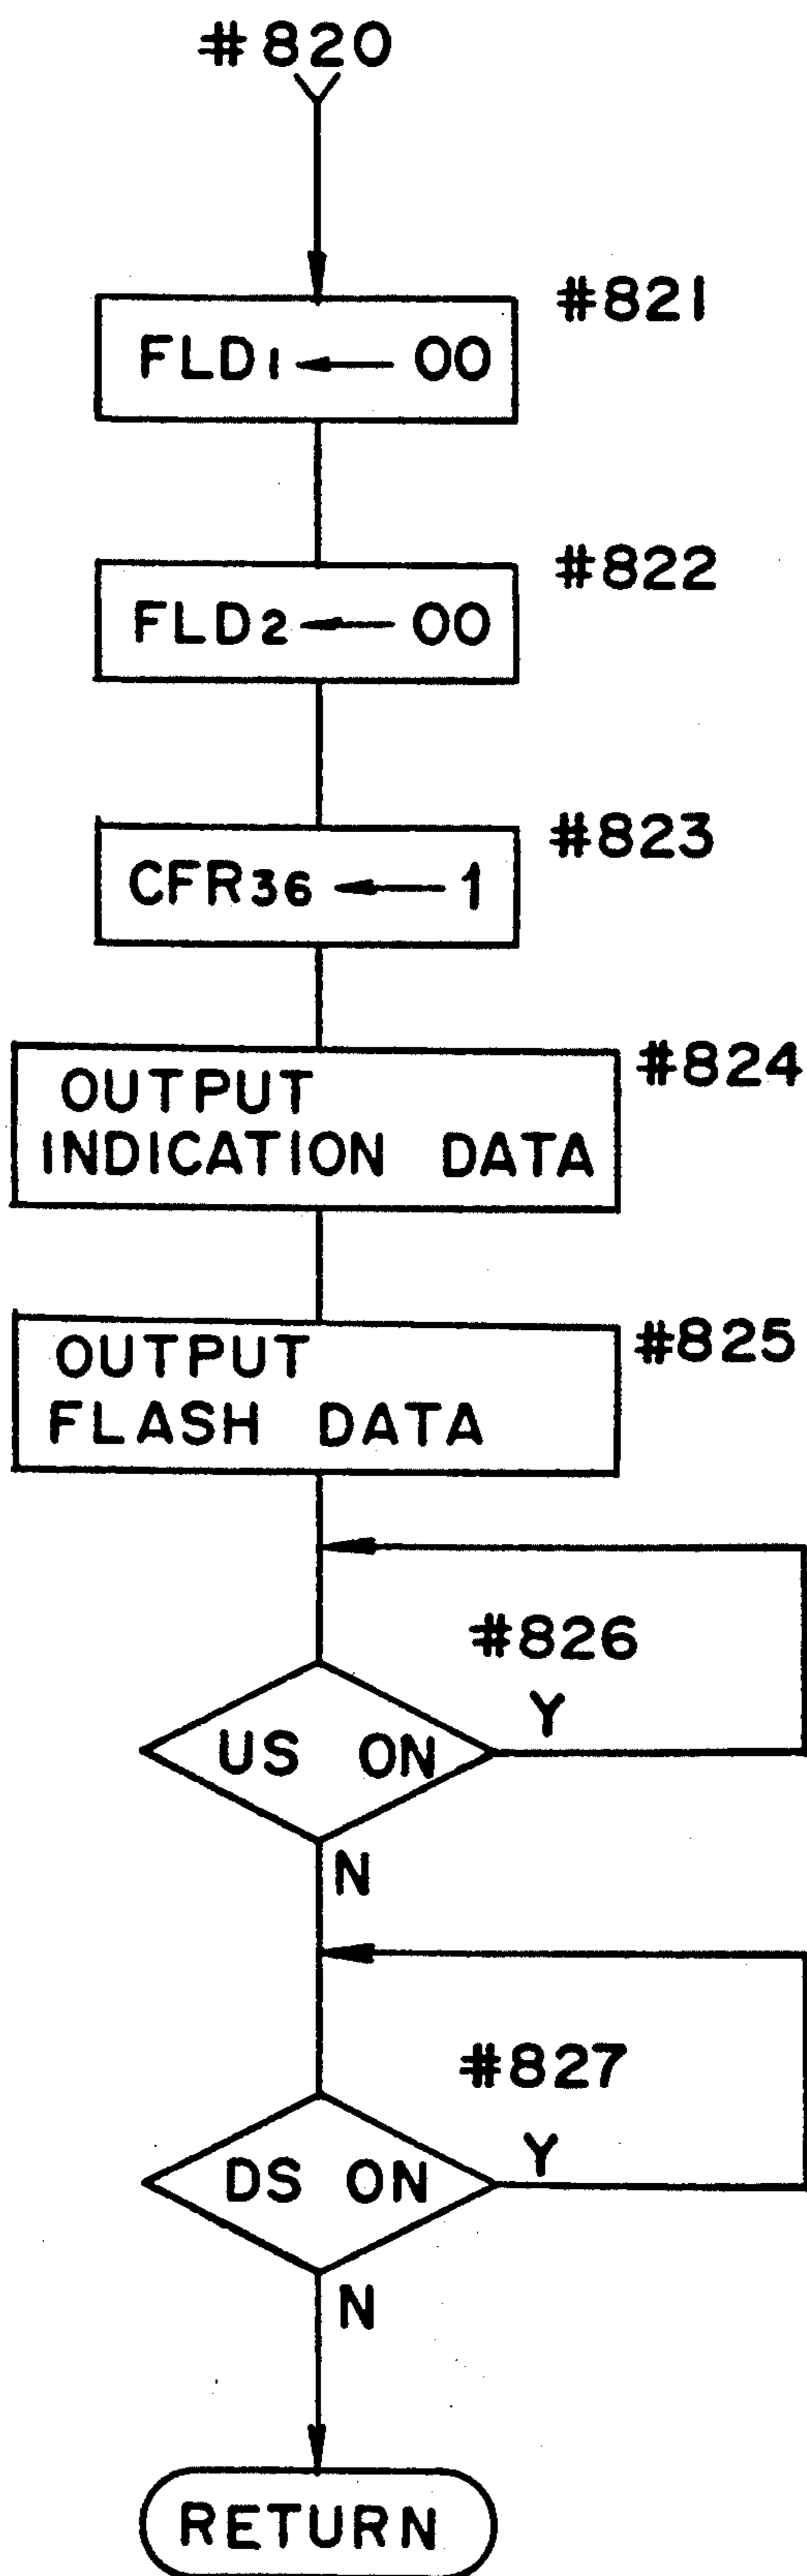 #820
FLD1 ← 00
#821
FLD2 ← 00
#822
CFR36 ← 1
#823
OUTPUT
INDICATION DATA
#824
OUTPUT
FLASH DATA
#825
#826
US ON
Y
N
#827
DS ON
Y
N
RETURN